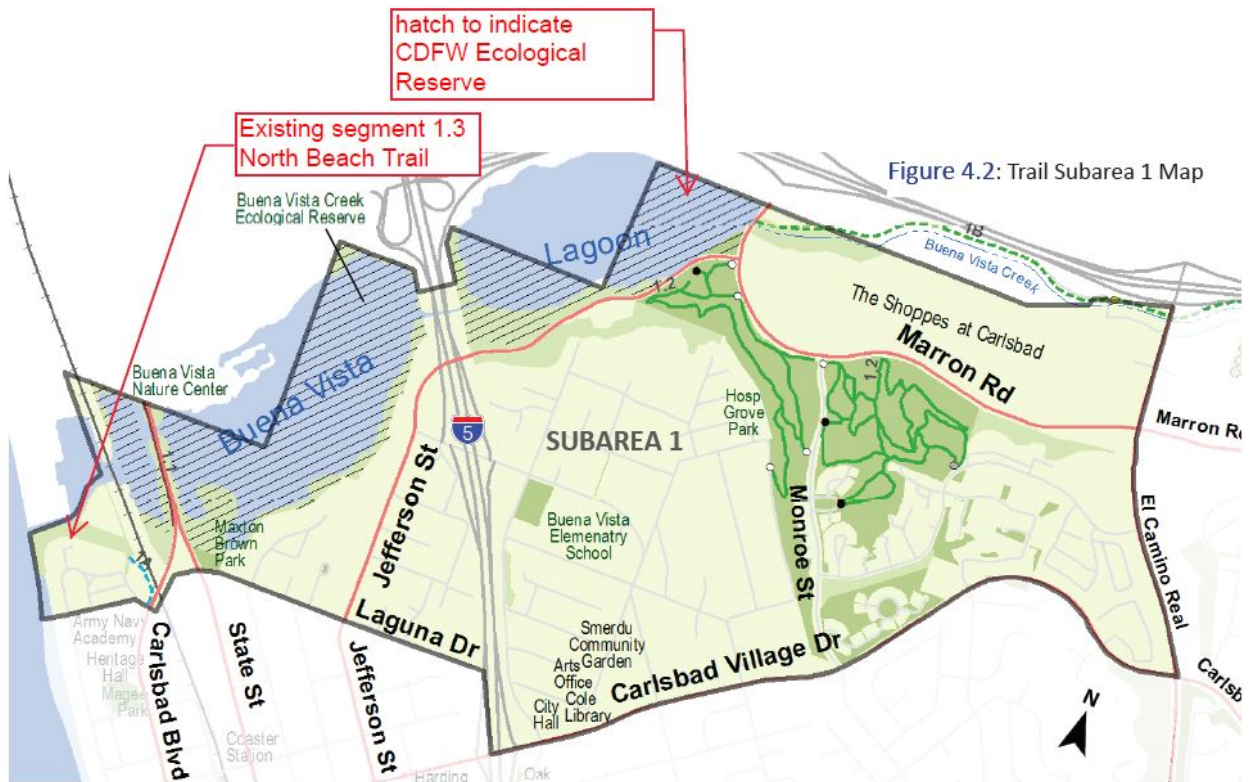 hatch to indicate
CDFW Ecological
Reserve
Existing segment 1.3
North Beach Trail
Figure 4.2: Trail Subarea 1 Map
Buena Vista Creek
Ecological Reserve
Lagoon
1B
Buena Vista Creek
1.2
The Shoppes at Carlsbad
Marron Rd
1.2
Buena Vista
Nature Center
Buena Vista
Hosp
Grove
Park
Marron Rd
5
SUBAREA 1
1.1
Jefferson St
Maxton
Brown
Park
Buena Vista
Elemenatry
School
Monroe St
El Camino Real
Laguna Dr
Army Navy
Academy
Heritage
Hall
Magee
Park
Carlsbad Blvd
State St
Jefferson St
Smerdu
Community
Garden
Arts
Office
Cole
Library
City
Hall
Carlsbad Village Dr
Carlsb
N
Coaster
Station
Harding
Oak